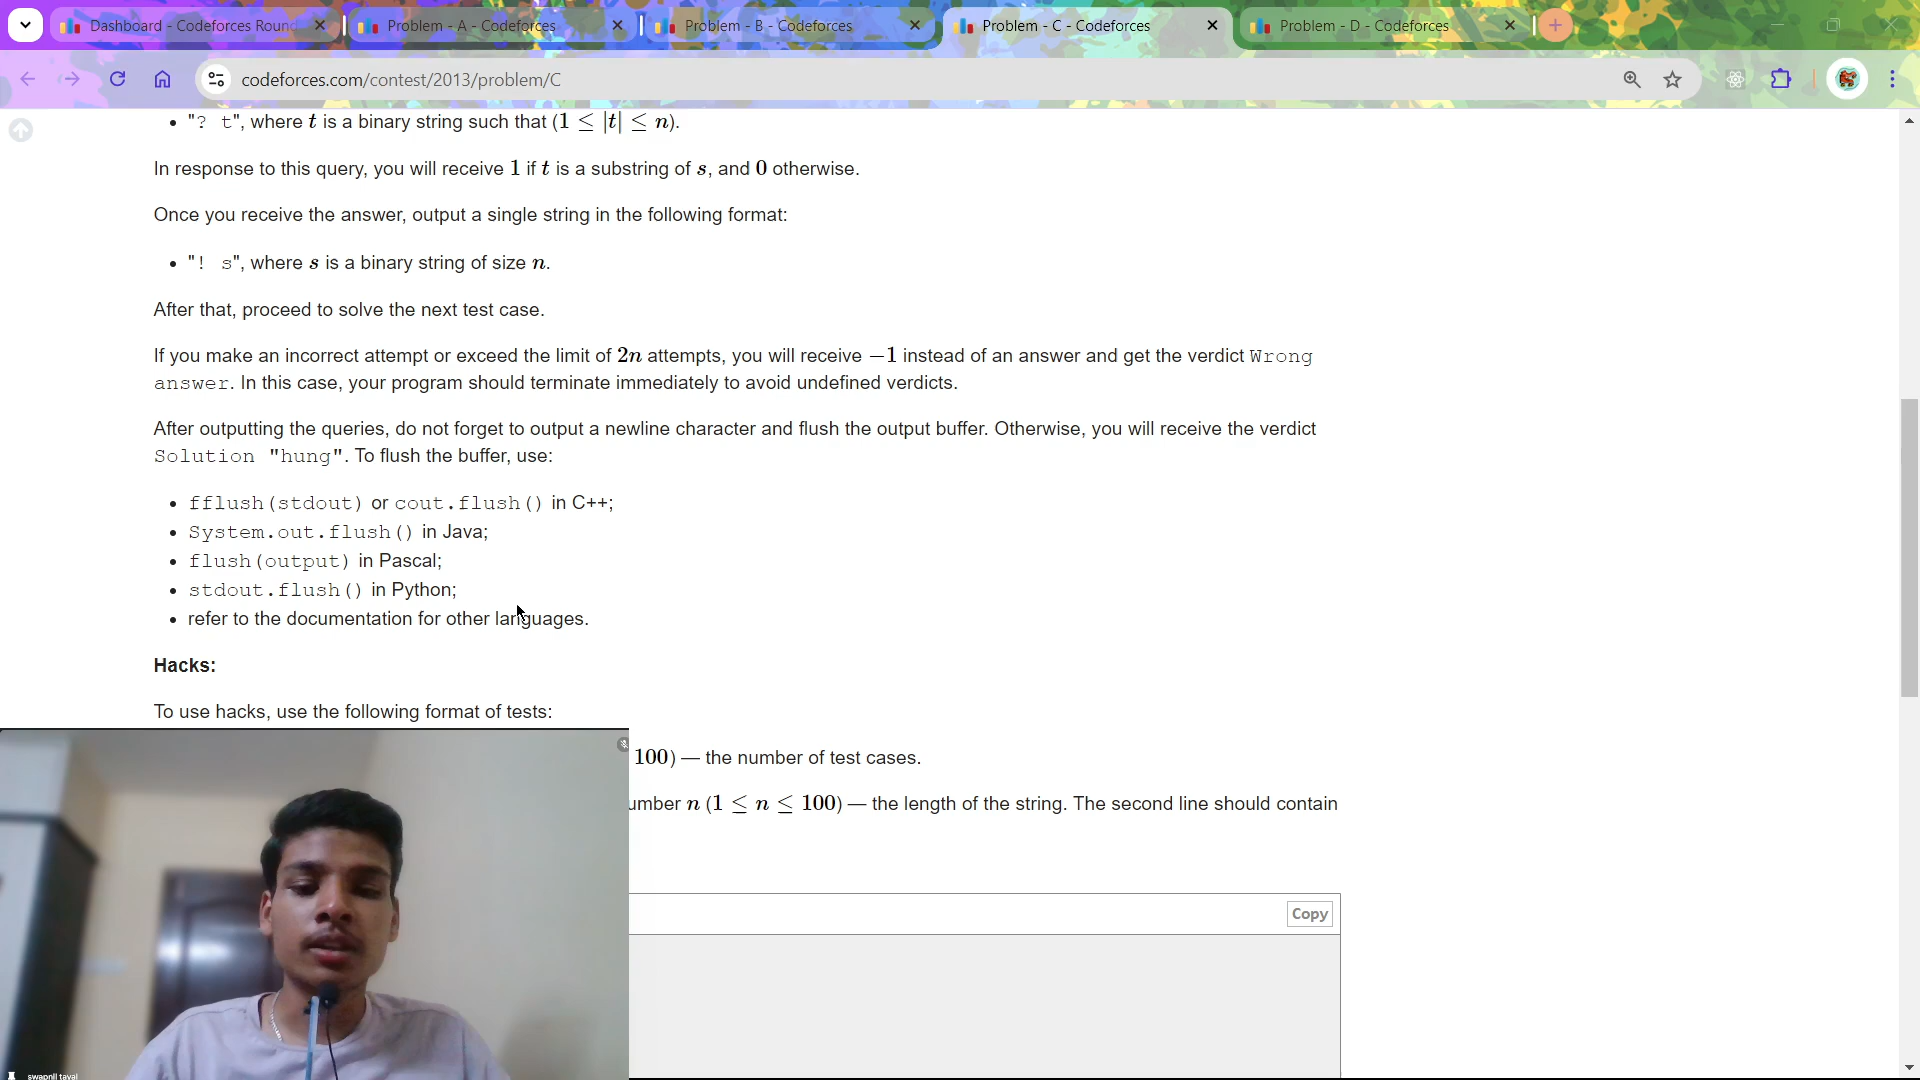 Dashboard - Codeforces Round
Problem - A - Codeforces
Problem - B - Codeforces
Problem - C - Codeforces
Problem - D - Codeforces
codeforces.com/contest/2013/problem/C
• "? t", where t is a binary string such that (1 ≤ |t| ≤ n).
In response to this query, you will receive 1 if t is a substring of s, and 0 otherwise.
Once you receive the answer, output a single string in the following format:
• "! s", where s is a binary string of size n.
After that, proceed to solve the next test case.
If you make an incorrect attempt or exceed the limit of 2n attempts, you will receive −1 instead of an answer and get the verdict Wrong
answer. In this case, your program should terminate immediately to avoid undefined verdicts.
After outputting the queries, do not forget to output a newline character and flush the output buffer. Otherwise, you will receive the verdict
Solution "hung". To flush the buffer, use:
• fflush(stdout) or cout.flush() in C++;
• System.out.flush() in Java;
• flush(output) in Pascal;
• stdout.flush() in Python;
• refer to the documentation for other languages.
Hacks:
To use hacks, use the following format of tests:
100) — the number of test cases.
umber n (1 ≤ n ≤ 100) — the length of the string. The second line should contain
Copy
swapnil tayal